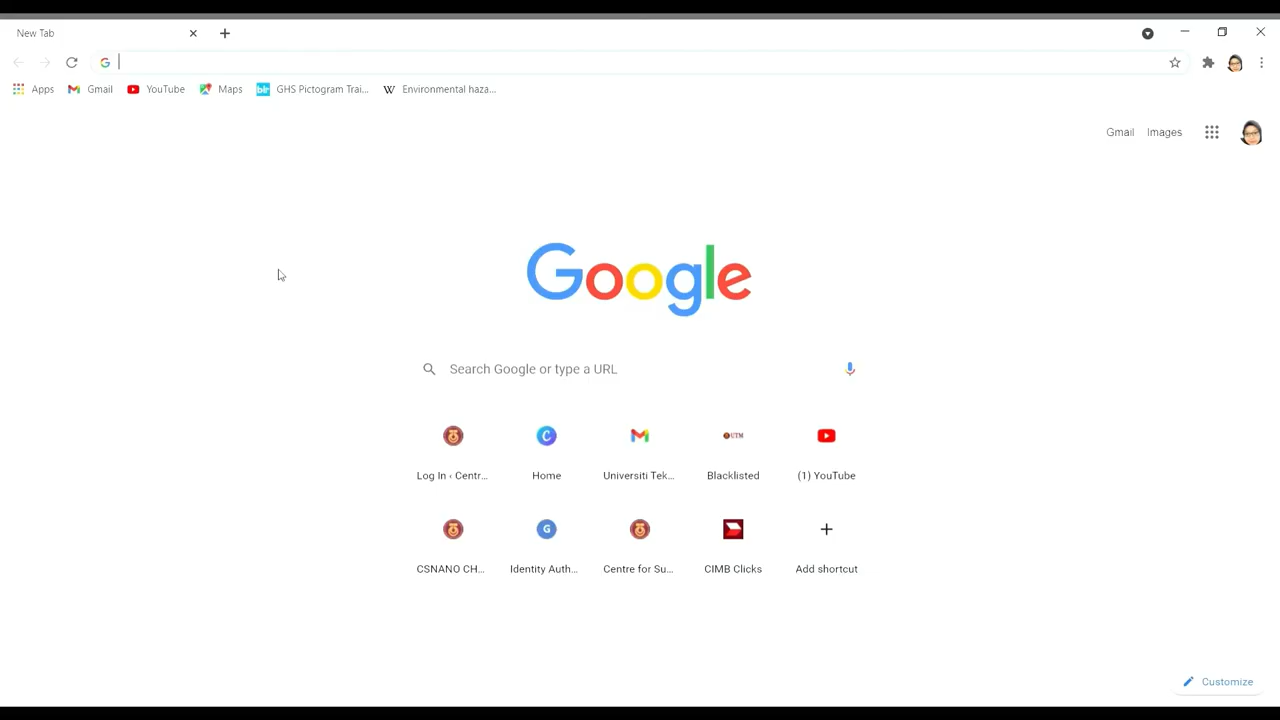 New Tab
Apps Gmail YouTube Maps GHS Pictogram Trai... Environmental haza...
Gmail Images
Google
Search Google or type a URL
Log In ‹ Centr... Home Universiti Tek... Blacklisted (1) YouTube
CSNANO CH... Identity Auth... Centre for Su... CIMB Clicks Add shortcut
Customize